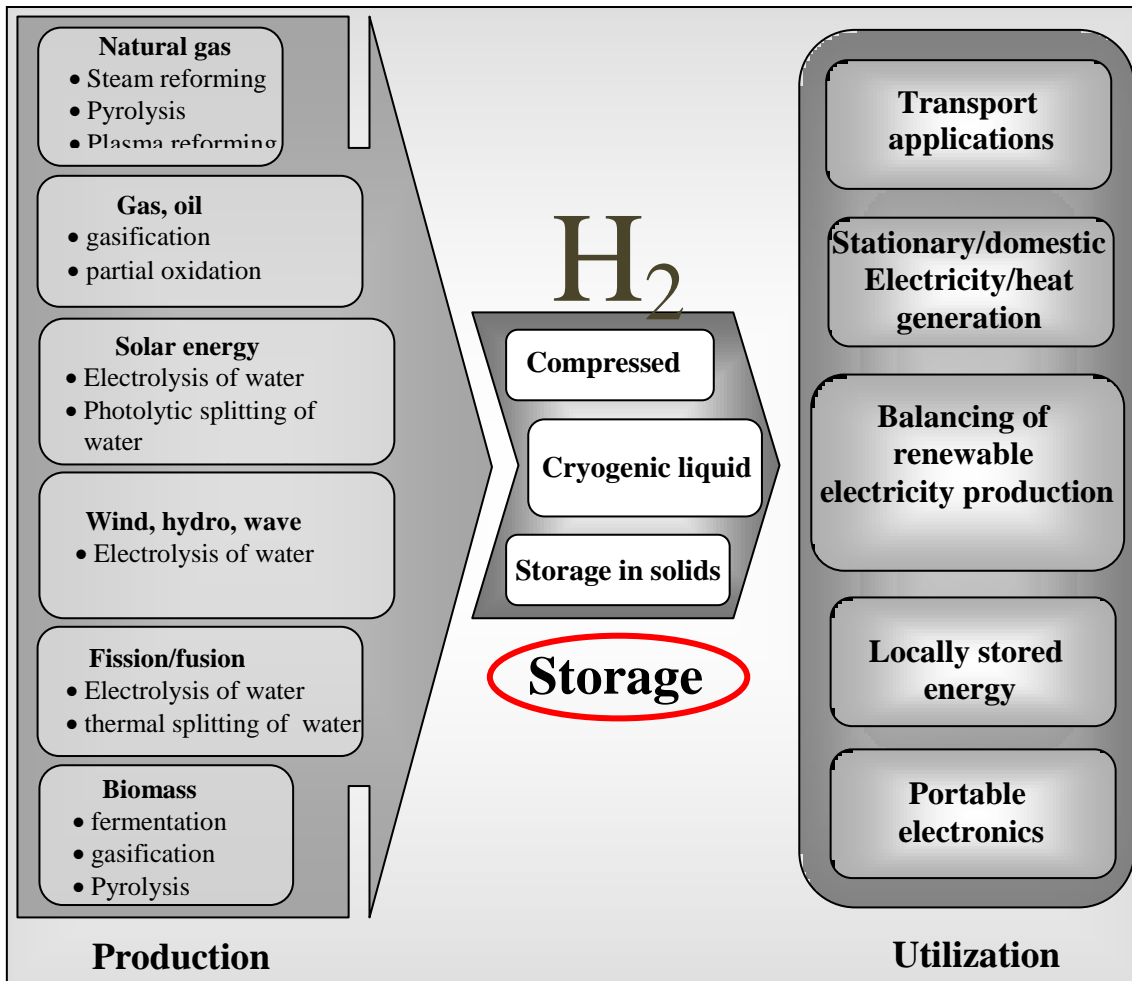 Natural gas
• Steam reforming
• Pyrolysis
• Plasma reforming
Gas, oil
• gasification
• partial oxidation
Solar energy
• Electrolysis of water
• Photolytic splitting of
water
Wind, hydro, wave
• Electrolysis of water
Fission/fusion
• Electrolysis of water
• thermal splitting of water
Biomass
• fermentation
• gasification
• Pyrolysis
Production
H2
Compressed
Cryogenic liquid
Storage in solids
Storage
Transport
applications
Stationary/domestic
Electricity/heat
generation
Balancing of
renewable
electricity production
Locally stored
energy
Portable
electronics
Utilization